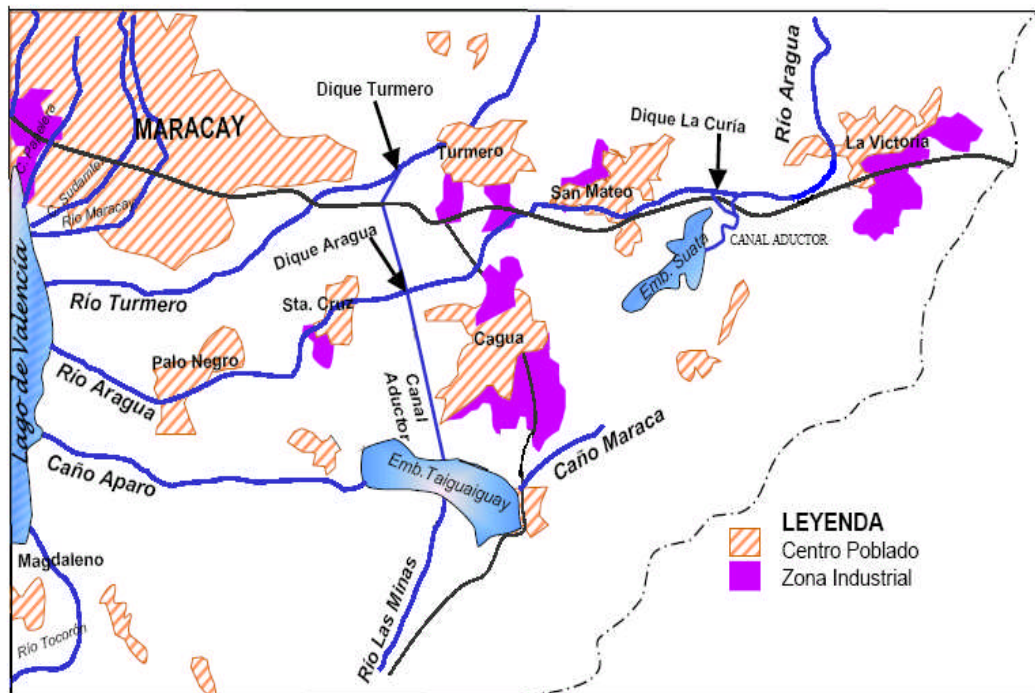 Dique Turmero
Río Aragua
Dique La Curía
La Victoria
MARACAY
Turmero
San Mateo
C. Papelera
Río Maracay
CANAL ADUCTOR
Emb. Suata
Dique Aragua
Río Turmero
Sta. Cruz
Lago de Valencia
Palo Negro
Cagua
Río Aragua
Canal
Aductor
Caño Maraca
Caño Aparo
Emb.Taiguaiguay
LEYENDA
Centro Poblado
Zona Industrial
Magdaleno
Río Las Minas
Río Tocorón